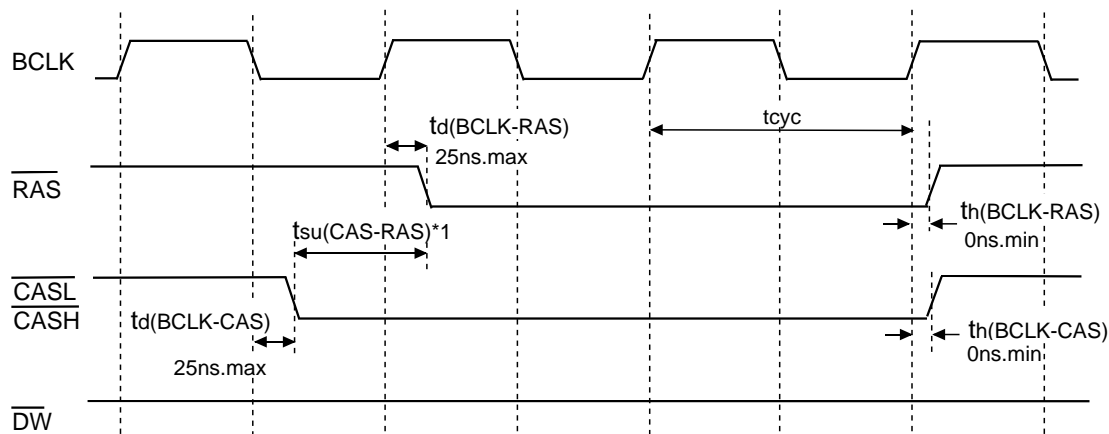 BCLK
td(BCLK-RAS)
25ns.max
tcyc
RAS
th(BCLK-RAS)
0ns.min
tsu(CAS-RAS)*1
CASL
CASH
td(BCLK-CAS)
25ns.max
th(BCLK-CAS)
0ns.min
DW